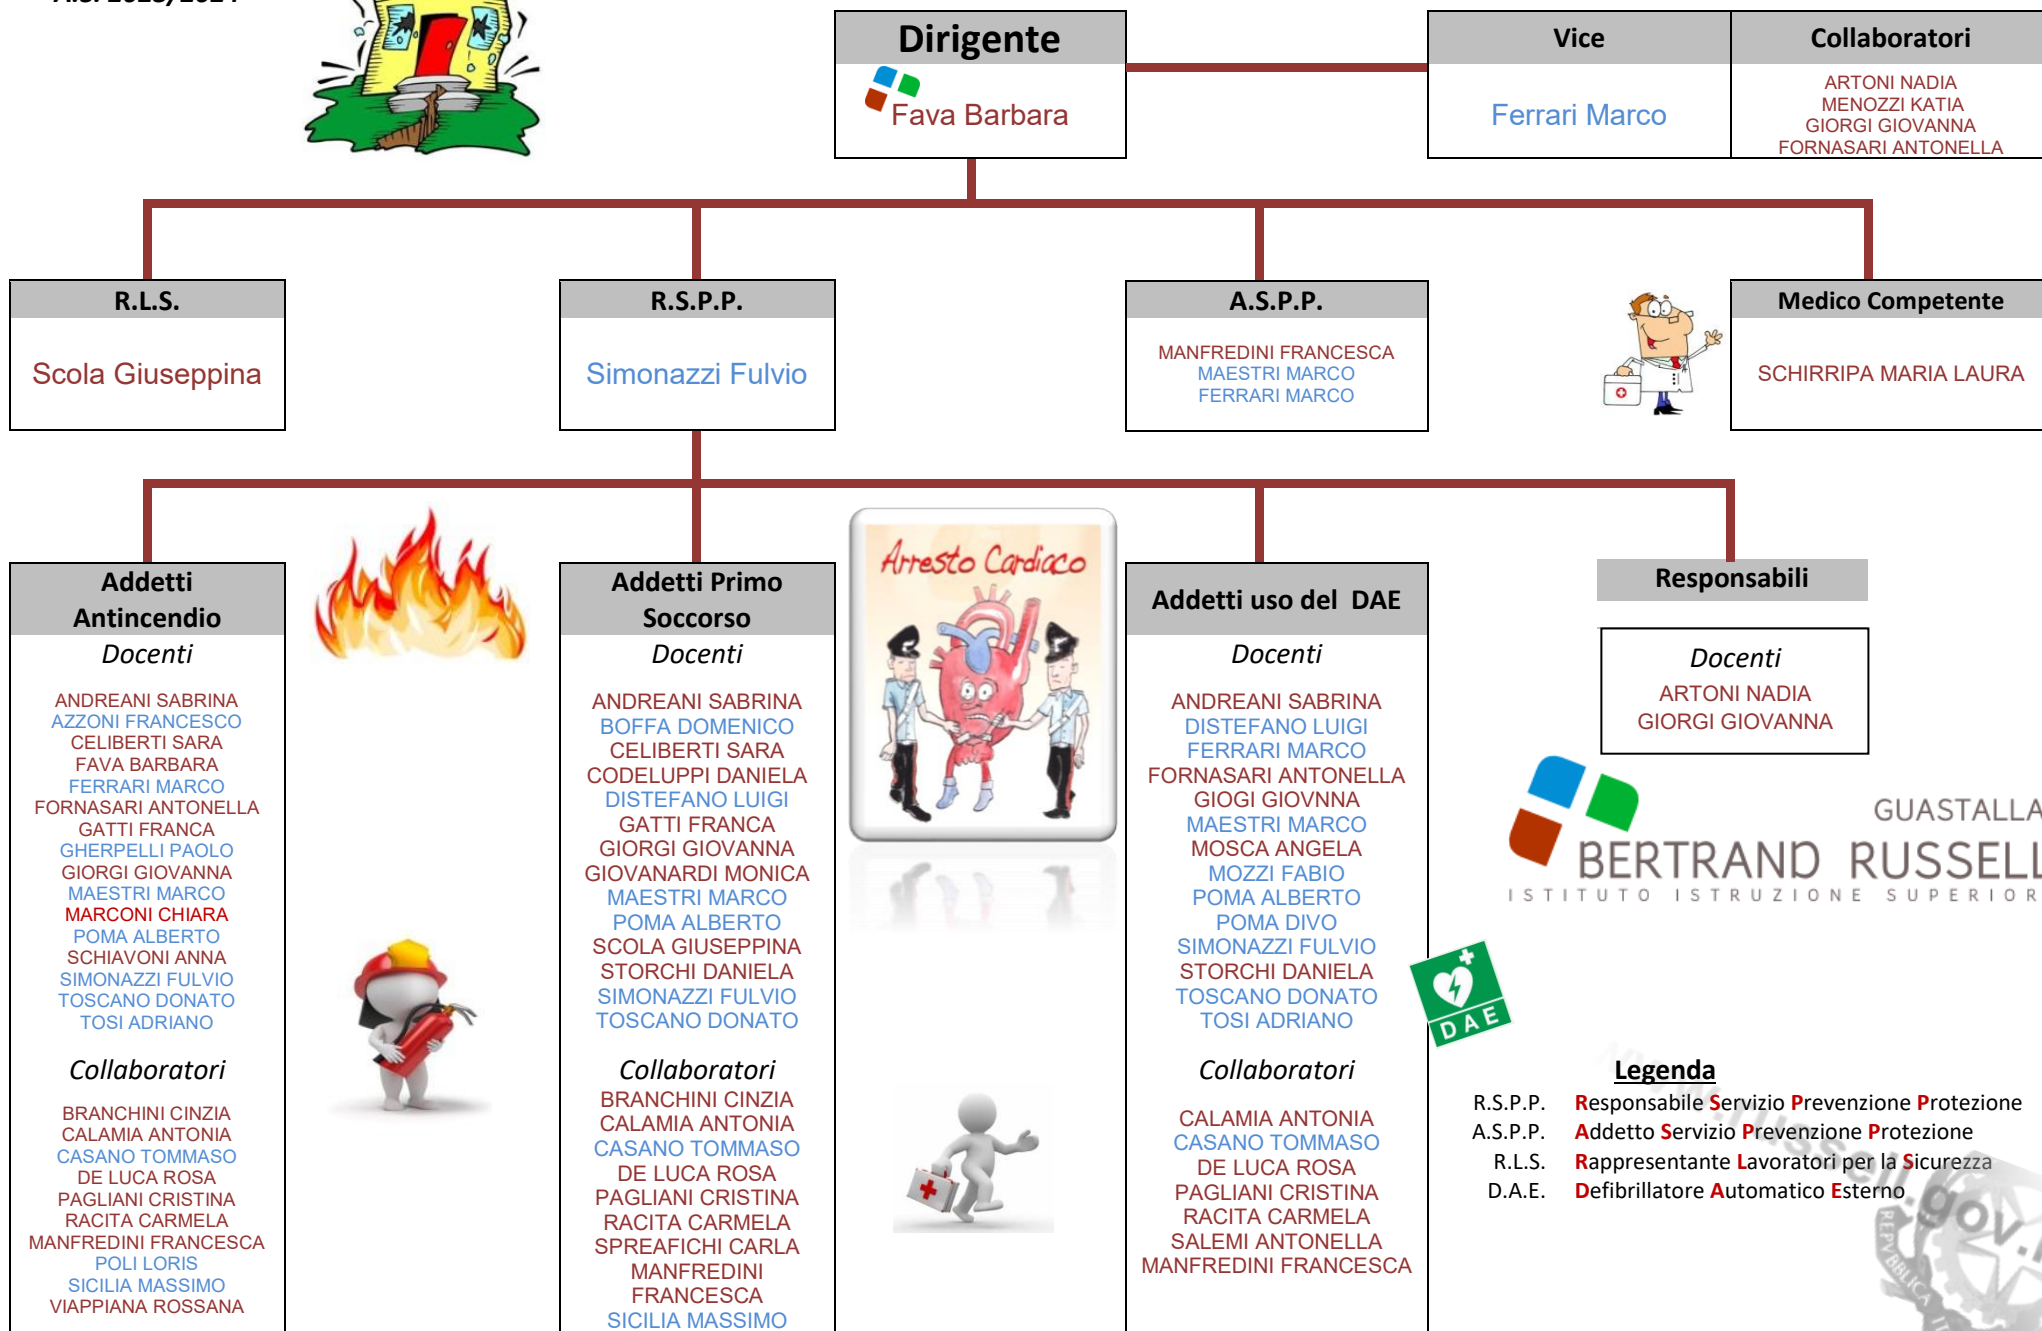 Dirigente
Fava Barbara
Vice
Ferrari Marco
Collaboratori
ARTONI NADIA
MENOZZI KATIA
GIORGI GIOVANNA
FORNASARI ANTONELLA
R.L.S.
Scola Giuseppina
R.S.P.P.
Simonazzi Fulvio
A.S.P.P.
MANFREDINI FRANCESCA
MAESTRI MARCO
FERRARI MARCO
Medico Competente
SCHIRRIPA MARIA LAURA
Addetti
Antincendio
Docenti
ANDREANI SABRINA
AZZONI FRANCESCO
CELIBERTI SARA
FAVA BARBARA
FERRARI MARCO
FORNASARI ANTONELLA
GATTI FRANCA
GHERPELLI PAOLO
GIORGI GIOVANNA
MAESTRI MARCO
MARCONI CHIARA
POMA ALBERTO
SCHIAVONI ANNA
SIMONAZZI FULVIO
TOSCANO DONATO
TOSI ADRIANO
Collaboratori
BRANCHINI CINZIA
CALAMIA ANTONIA
CASANO TOMMASO
DE LUCA ROSA
PAGLIANI CRISTINA
RACITA CARMELA
MANFREDINI FRANCESCA
POLI LORIS
SICILIA MASSIMO
VIAPPIANA ROSSANA
Addetti Primo
Soccorso
Docenti
ANDREANI SABRINA
BOFFA DOMENICO
CELIBERTI SARA
CODELUPPI DANIELA
DISTEFANO LUIGI
GATTI FRANCA
GIORGI GIOVANNA
GIOVANARDI MONICA
MAESTRI MARCO
POMA ALBERTO
SCOLA GIUSEPPINA
STORCHI DANIELA
SIMONAZZI FULVIO
TOSCANO DONATO
Collaboratori
BRANCHINI CINZIA
CALAMIA ANTONIA
CASANO TOMMASO
DE LUCA ROSA
PAGLIANI CRISTINA
RACITA CARMELA
SPREAFICHI CARLA
MANFREDINI
FRANCESCA
SICILIA MASSIMO
Arresto Cardiaco
Addetti uso del DAE
Docenti
ANDREANI SABRINA
DISTEFANO LUIGI
FERRARI MARCO
FORNASARI ANTONELLA
GIOGI GIOVNNA
MAESTRI MARCO
MOSCA ANGELA
MOZZI FABIO
POMA ALBERTO
POMA DIVO
SIMONAZZI FULVIO
STORCHI DANIELA
TOSCANO DONATO
TOSI ADRIANO
Collaboratori
CALAMIA ANTONIA
CASANO TOMMASO
DE LUCA ROSA
PAGLIANI CRISTINA
RACITA CARMELA
SALEMI ANTONELLA
MANFREDINI FRANCESCA
Responsabili
Docenti
ARTONI NADIA
GIORGI GIOVANNA
GUASTALLA
BERTRAND RUSSELL
ISTITUTO ISTRUZIONE SUPERIOR
DAE
Legenda
R.S.P.P. Responsabile Servizio Prevenzione Protezione
A.S.P.P. Addetto Servizio Prevenzione Protezione
R.L.S. Rappresentante Lavoratori per la Sicurezza
D.A.E. Defibrillatore Automatico Esterno